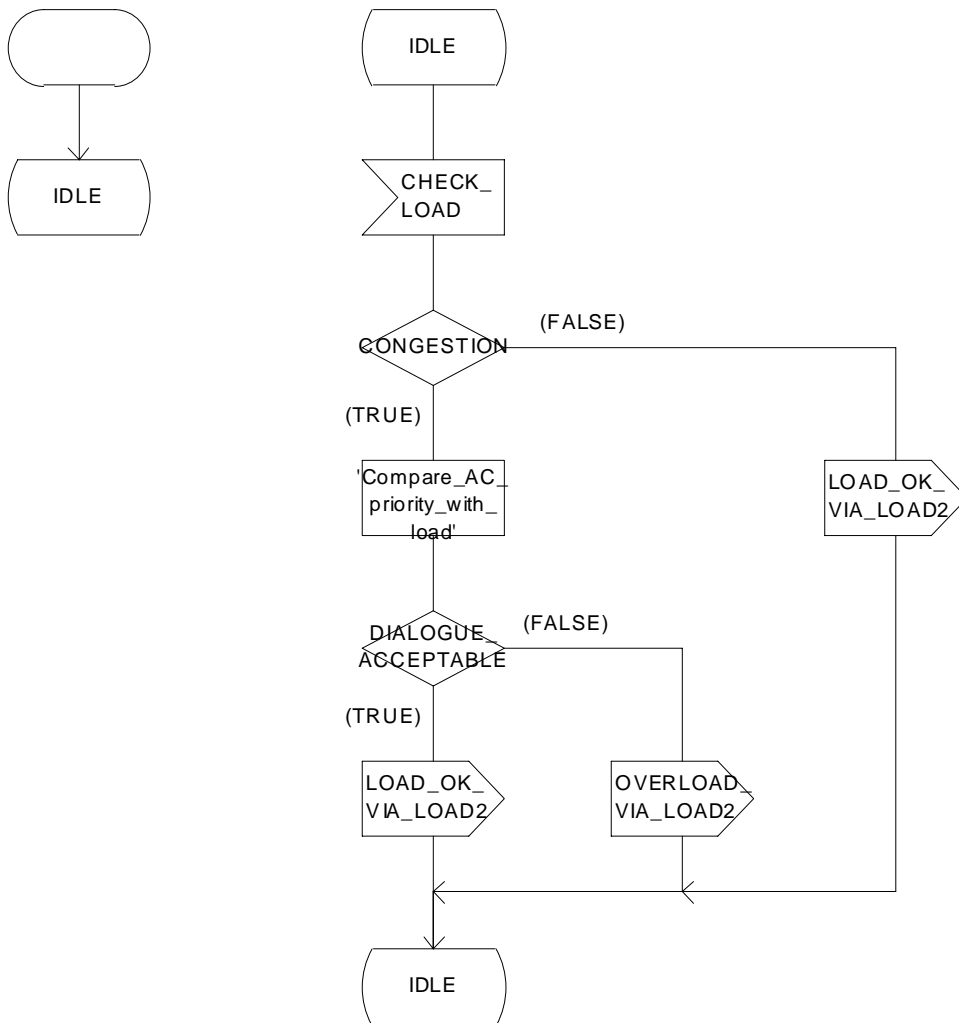 IDLE
IDLE
CHECK_
LOAD
CONGESTION
(FALSE)
(TRUE)
'Compare_AC_
priority_with_
load'
LOAD_OK_
VIA_LOAD2
DIALOGUE_
ACCEPTABLE
(FALSE)
(TRUE)
LOAD_OK_
VIA_LOAD2
OVERLOAD_
VIA_LOAD2
IDLE